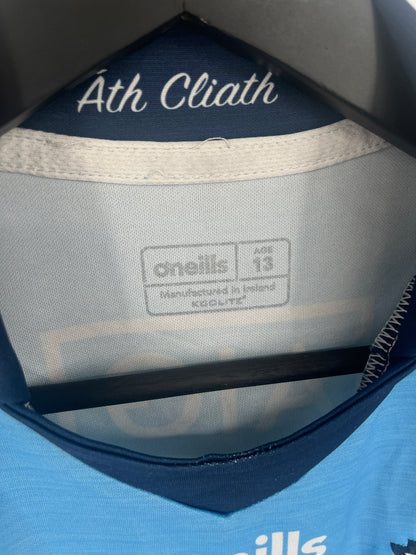 Áth Cliath
oneills
AGE
13
Manufactured in Ireland
KOOLITE